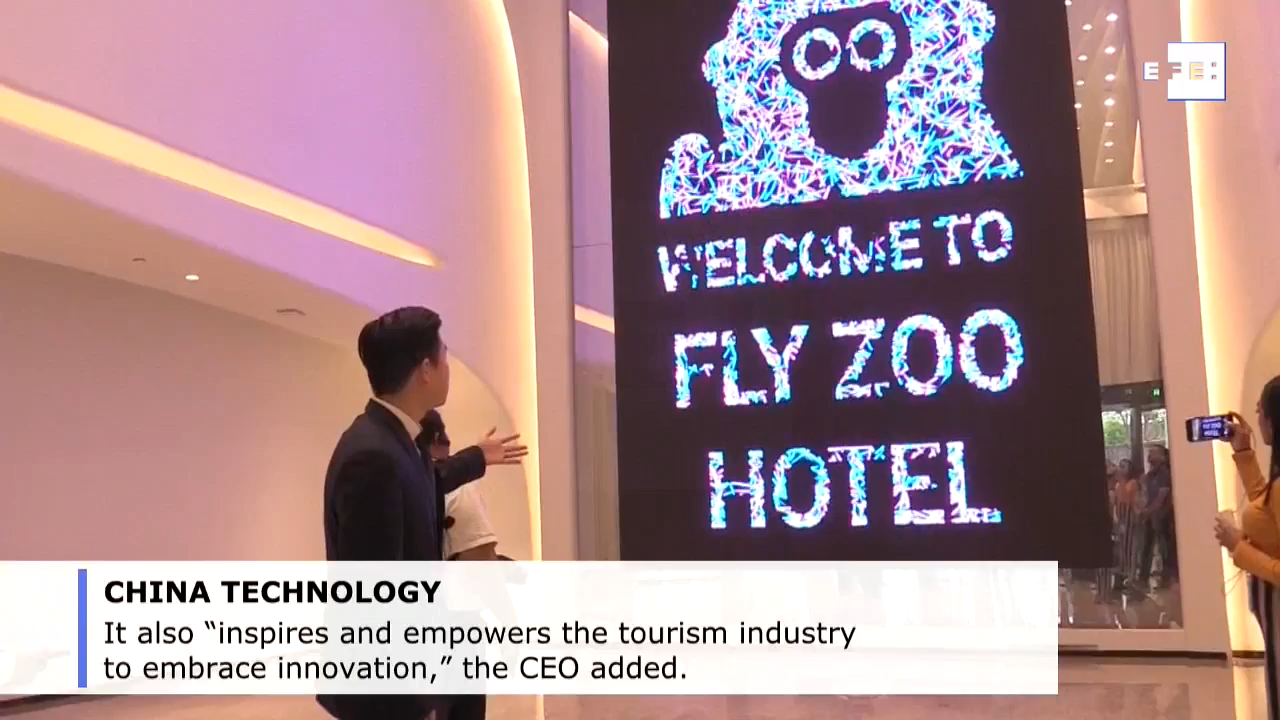 EFE:
WELCOME TO
FLY ZOO
HOTEL
CHINA TECHNOLOGY
It also “inspires and empowers the tourism industry
to embrace innovation,” the CEO added.